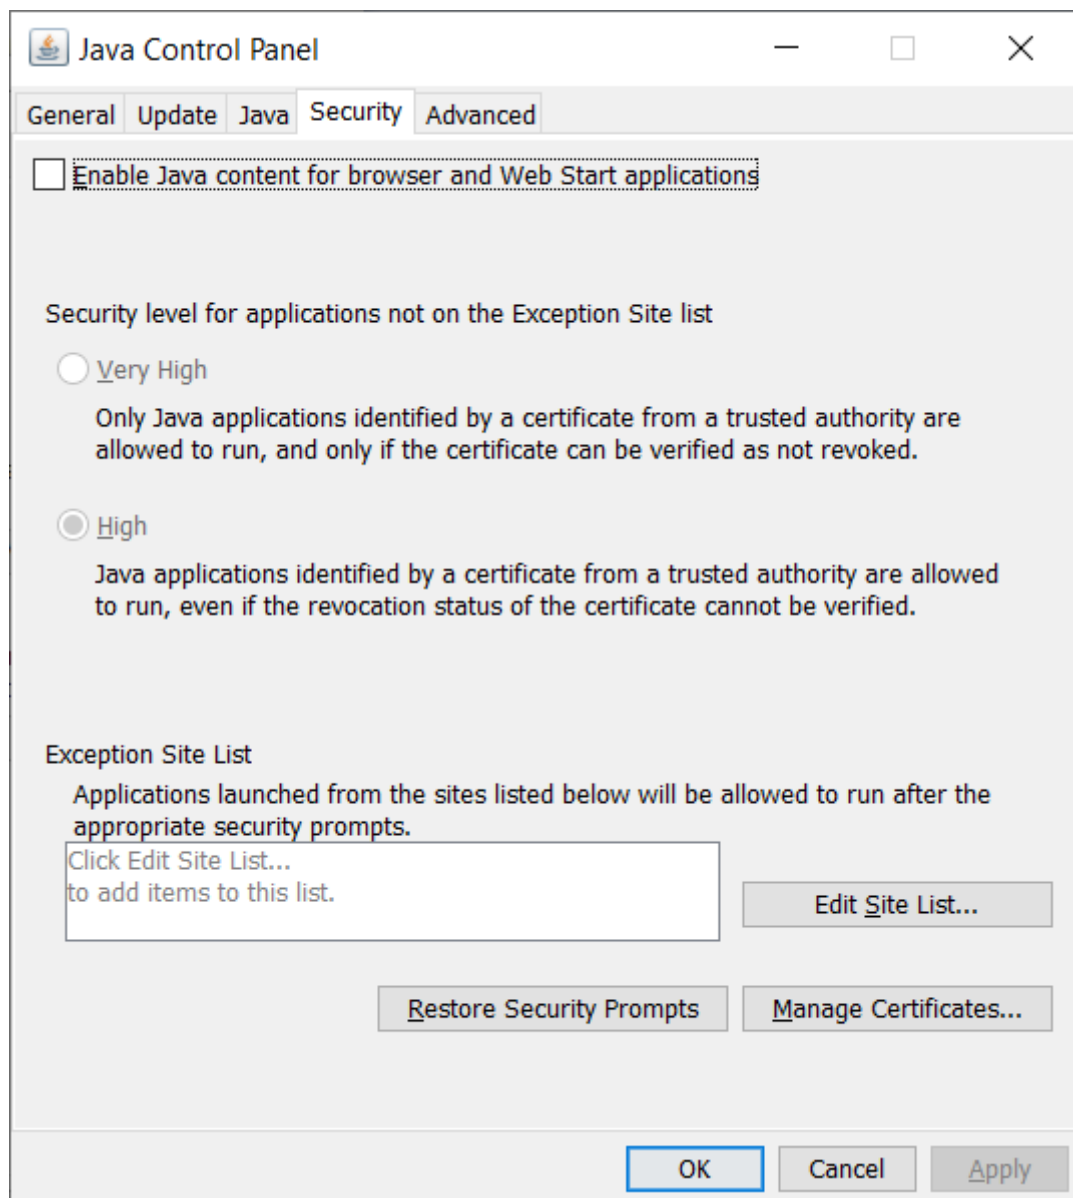 Java Control Panel
General Update Java Security Advanced
Enable Java content for browser and Web Start applications
Security level for applications not on the Exception Site list
Very High
Only Java applications identified by a certificate from a trusted authority are
allowed to run, and only if the certificate can be verified as not revoked.
High
Java applications identified by a certificate from a trusted authority are allowed
to run, even if the revocation status of the certificate cannot be verified.
Exception Site List
Applications launched from the sites listed below will be allowed to run after the
appropriate security prompts.
Click Edit Site List...
to add items to this list.
Edit Site List...
Restore Security Prompts Manage Certificates...
OK Cancel Apply